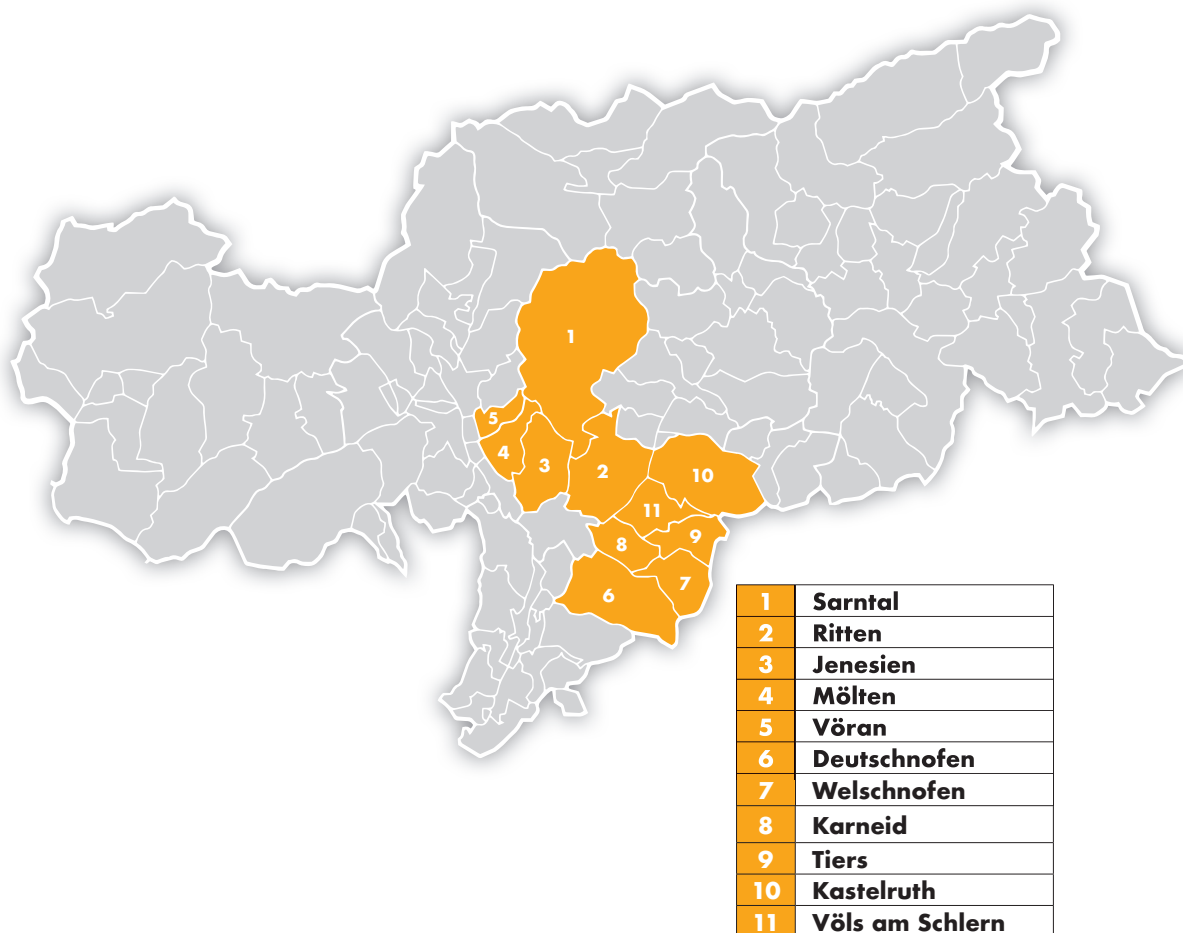 1
5
4
3
2
10
11
9
8
7
6
1 Sarntal
2 Ritten
3 Jenesien
4 Mölten
5 Vöran
6 Deutschnofen
7 Welschnofen
8 Karneid
9 Tiers
10 Kastelruth
11 Völs am Schlern